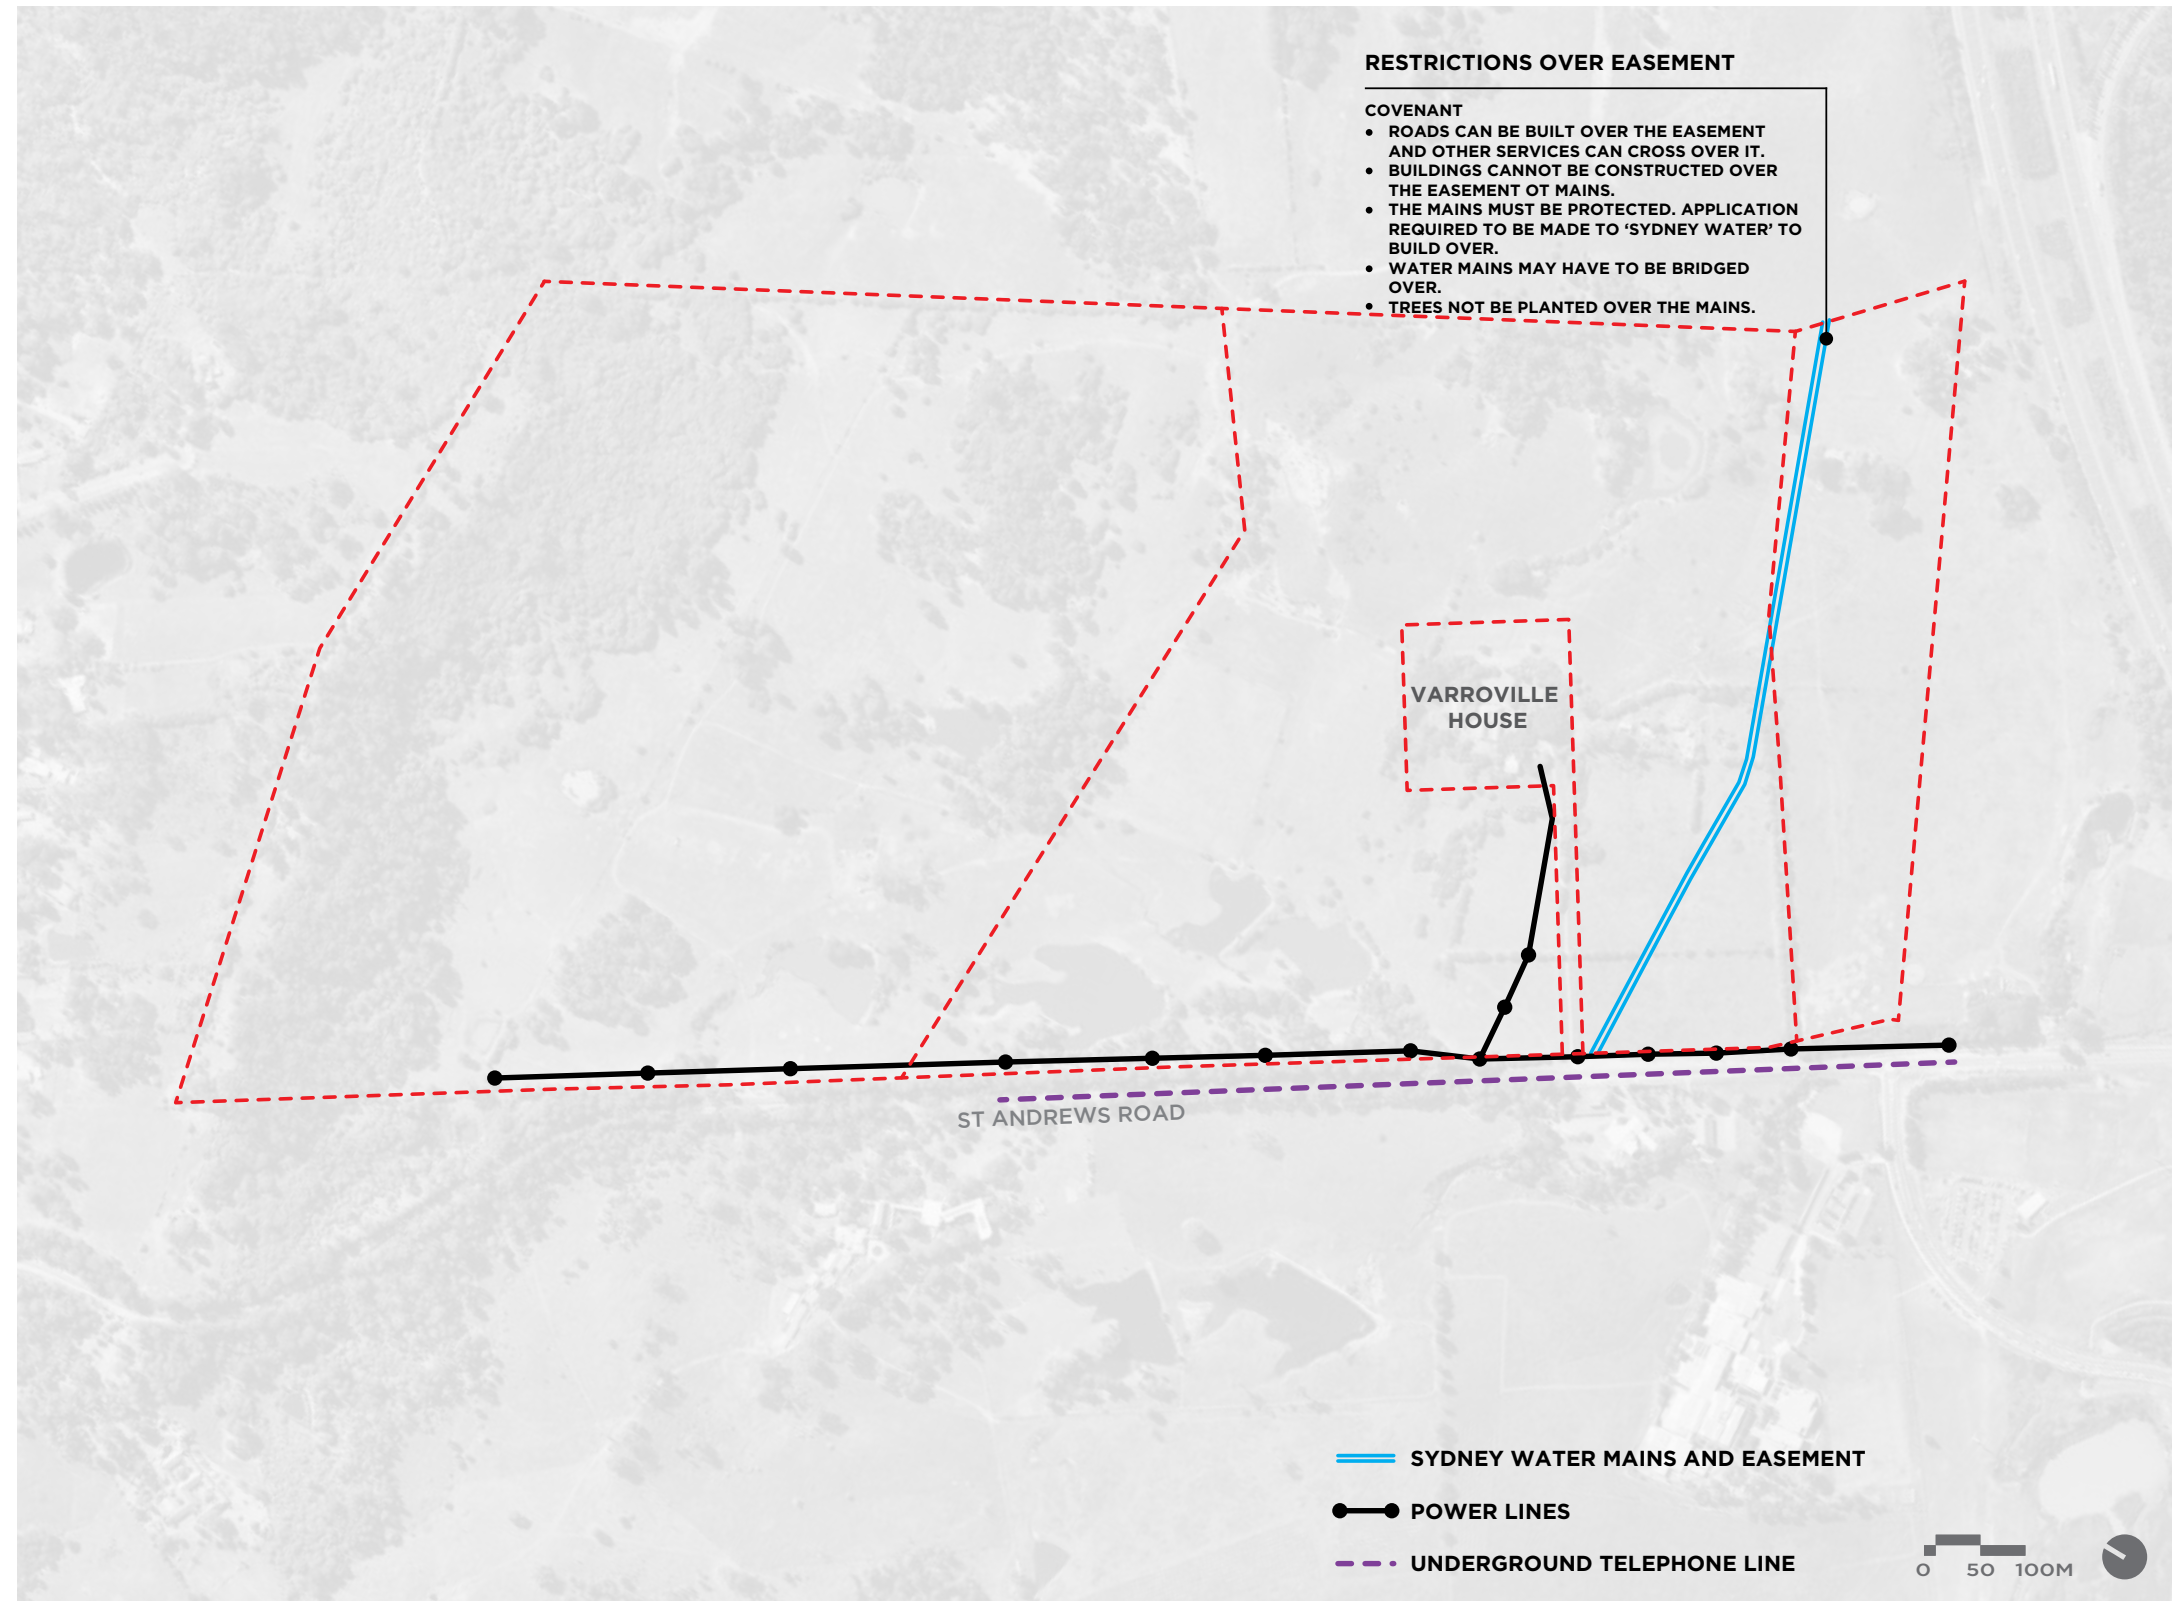 RESTRICTIONS OVER EASEMENT
COVENANT
• ROADS CAN BE BUILT OVER THE EASEMENT
AND OTHER SERVICES CAN CROSS OVER IT.
• BUILDINGS CANNOT BE CONSTRUCTED OVER
THE EASEMENT OT MAINS.
• THE MAINS MUST BE PROTECTED. APPLICATION
REQUIRED TO BE MADE TO ‘SYDNEY WATER’ TO
BUILD OVER.
• WATER MAINS MAY HAVE TO BE BRIDGED
OVER.
• TREES NOT BE PLANTED OVER THE MAINS.
VARROVILLE
HOUSE
ST ANDREWS ROAD
SYDNEY WATER MAINS AND EASEMENT
POWER LINES
UNDERGROUND TELEPHONE LINE
0 50 100M